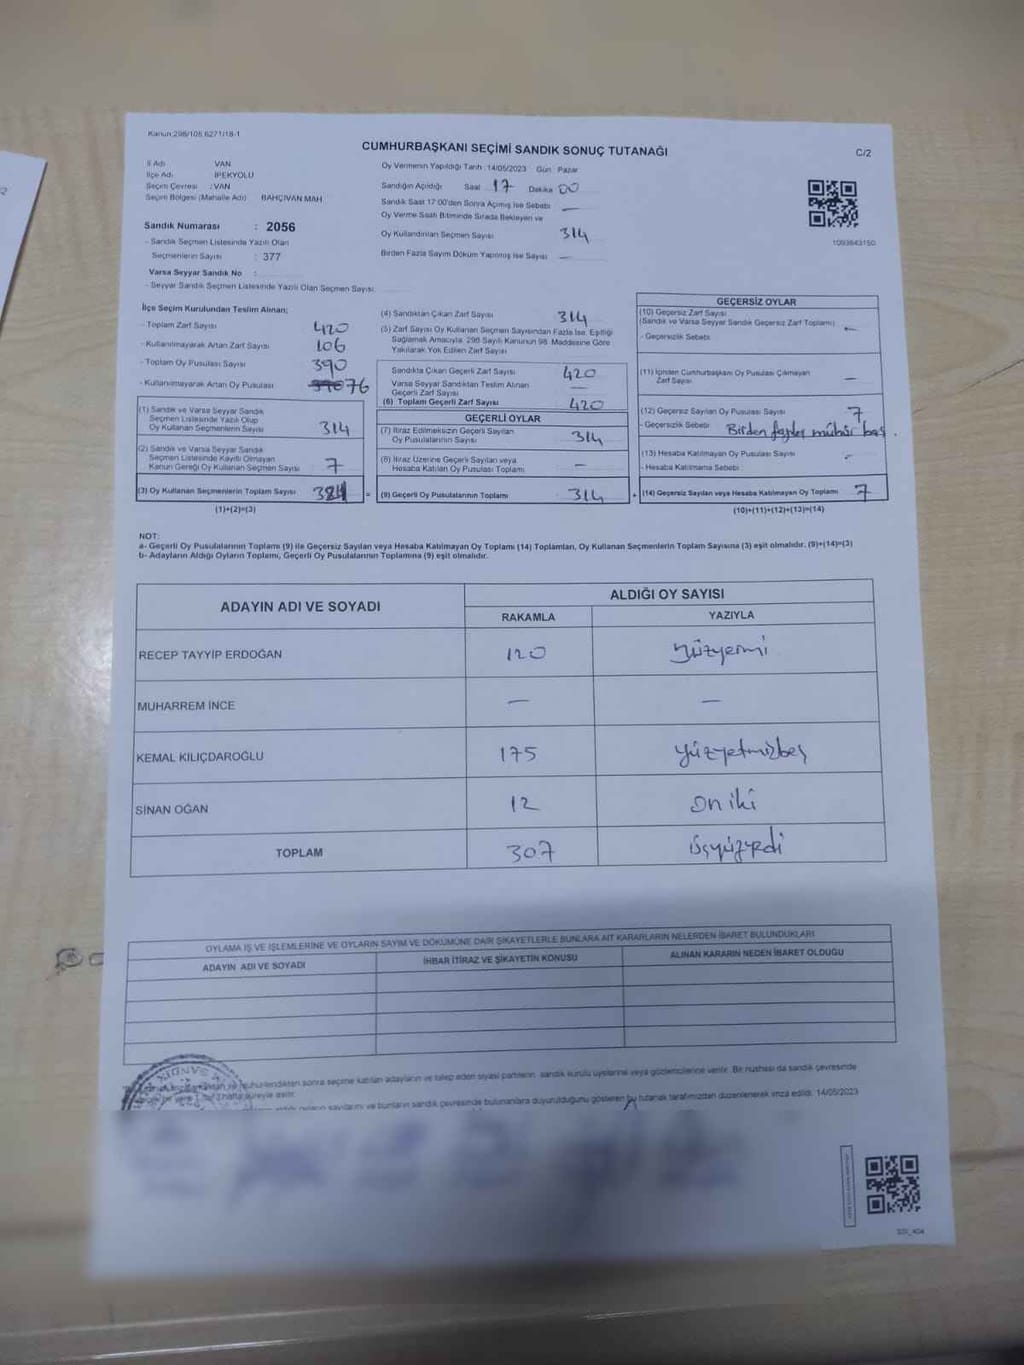 Kanun:298/105,6271/18-1
CUMHURBAŞKANI SEÇİMİ SANDIK SONUÇ TUTANAĞI
C/2
İl Adı VAN
İlçe Adı İPEKYOLU
Seçim Çevresi :VAN
Seçim Bölgesi (Mahalle Adı) BAHÇIVAN MAH
Oy Vermenin Yapıldığı Tarih :14/05/2023 Gün Pazar
Sandığın Açıldığı Saat 17 Dakika 00
Sandık Saat 17:00'den Sonra Açılmış İse Sebebi —
Oy Verme Saati Bitiminde Sırada Bekleyen ve
Oy Kullandırılan Seçmen Sayısı 314
Birden Fazla Sayım Döküm Yapılmış İse Sayısı —
1093843150
Sandık Numarası : 2056
- Sandık Seçmen Listesinde Yazılı Olan
Seçmenlerin Sayısı : 377
Varsa Seyyar Sandık No :
- Seyyar Sandık Seçmen Listesinde Yazılı Olan Seçmen Sayısı:
İlçe Seçim Kurulundan Teslim Alınan;
- Toplam Zarf Sayısı 420
- Kullanılmayarak Artan Zarf Sayısı 106
- Toplam Oy Pusulası Sayısı 390
- Kullanılmayarak Artan Oy Pusulası 76
(1) Sandık ve Varsa Seyyar Sandık
Seçmen Listesinde Yazılı Olup
Oy Kullanan Seçmenlerin Sayısı 314
(2) Sandık ve Varsa Seyyar Sandık
Seçmen Listesinde Kayıtlı Olmayan
Kanun Gereği Oy Kullanan Seçmen Sayısı 7
(3) Oy Kullanan Seçmenlerin Toplam Sayısı
(1)+(2)=(3)
(4) Sandıktan Çıkan Zarf Sayısı 314
(5) Zarf Sayısı Oy Kullanan Seçmen Sayısından Fazla İse, Eşitliği
Sağlamak Amacıyla, 298 Sayılı Kanunun 98. Maddesine Göre
Yakılarak Yok Edilen Zarf Sayısı
Sandıkta Çıkan Geçerli Zarf Sayısı 420
Varsa Seyyar Sandıktan Teslim Alınan
Geçerli Zarf Sayısı —
(6) Toplam Geçerli Zarf Sayısı 420
GEÇERLİ OYLAR
(7) İtiraz Edilmeksizin Geçerli Sayılan
Oy Pusulalarının Sayısı 314
(8) İtiraz Üzerine Geçerli Sayılan veya
Hesaba Katılan Oy Pusulası Toplamı —
= (9) Geçerli Oy Pusulalarının Toplamı 314
GEÇERSİZ OYLAR
(10) Geçersiz Zarf Sayısı
(Sandık ve Varsa Seyyar Sandık Geçersiz Zarf Toplamı) —
- Geçersizlik Sebebi:
(11) İçinden Cumhurbaşkanı Oy Pusulası Çıkmayan
Zarf Sayısı —
(12) Geçersiz Sayılan Oy Pusulası Sayısı 7
- Geçersizlik Sebebi: Birden fazla mühür
(13) Hesaba Katılmayan Oy Pusulası Sayısı —
- Hesaba Katılmama Sebebi :
+ (14) Geçersiz Sayılan veya Hesaba Katılmayan Oy Toplamı 7
(10)+(11)+(12)+(13)=(14)
NOT:
a- Geçerli Oy Pusulalarının Toplamı (9) ile Geçersiz Sayılan veya Hesaba Katılmayan Oy Toplamı (14) Toplamları, Oy Kullanan Seçmenlerin Toplam Sayısına (3) eşit olmalıdır. (9)+(14)=(3)
b- Adayların Aldığı Oyların Toplamı, Geçerli Oy Pusulalarının Toplamına (9) eşit olmalıdır.
ADAYIN ADI VE SOYADI
ALDIĞI OY SAYISI
RAKAMLA YAZIYLA
RECEP TAYYİP ERDOĞAN 120 yüzyermi
MUHARREM İNCE — —
KEMAL KILIÇDAROĞLU 175 yüzyetmişbeş
SİNAN OĞAN 12 on iki
TOPLAM 307 üçyüzyedi
OYLAMA İŞ VE İŞLEMLERİNE VE OYLARIN SAYIM VE DÖKÜMÜNE DAİR ŞİKAYETLERLE BUNLARA AİT KARARLARIN NELERDEN İBARET BULUNDUKLARI
ADAYIN ADI VE SOYADI İHBAR İTİRAZ VE ŞİKAYETİN KONUSU ALINAN KARARIN NEDEN İBARET OLDUĞU
sonra seçime katılan adayların ve talep eden siyasi partilerin sandık kurulu üyelerine veya gözlemcilerine verilir. Bir nüshası da sandık çevresinde
hafta süreyle asılır.
ve bunların sandık çevresinde bulunanlara duyurulduğunu gösteren bu tutanak tarafımızdan düzenlenerek imza edildi. 14/05/2023